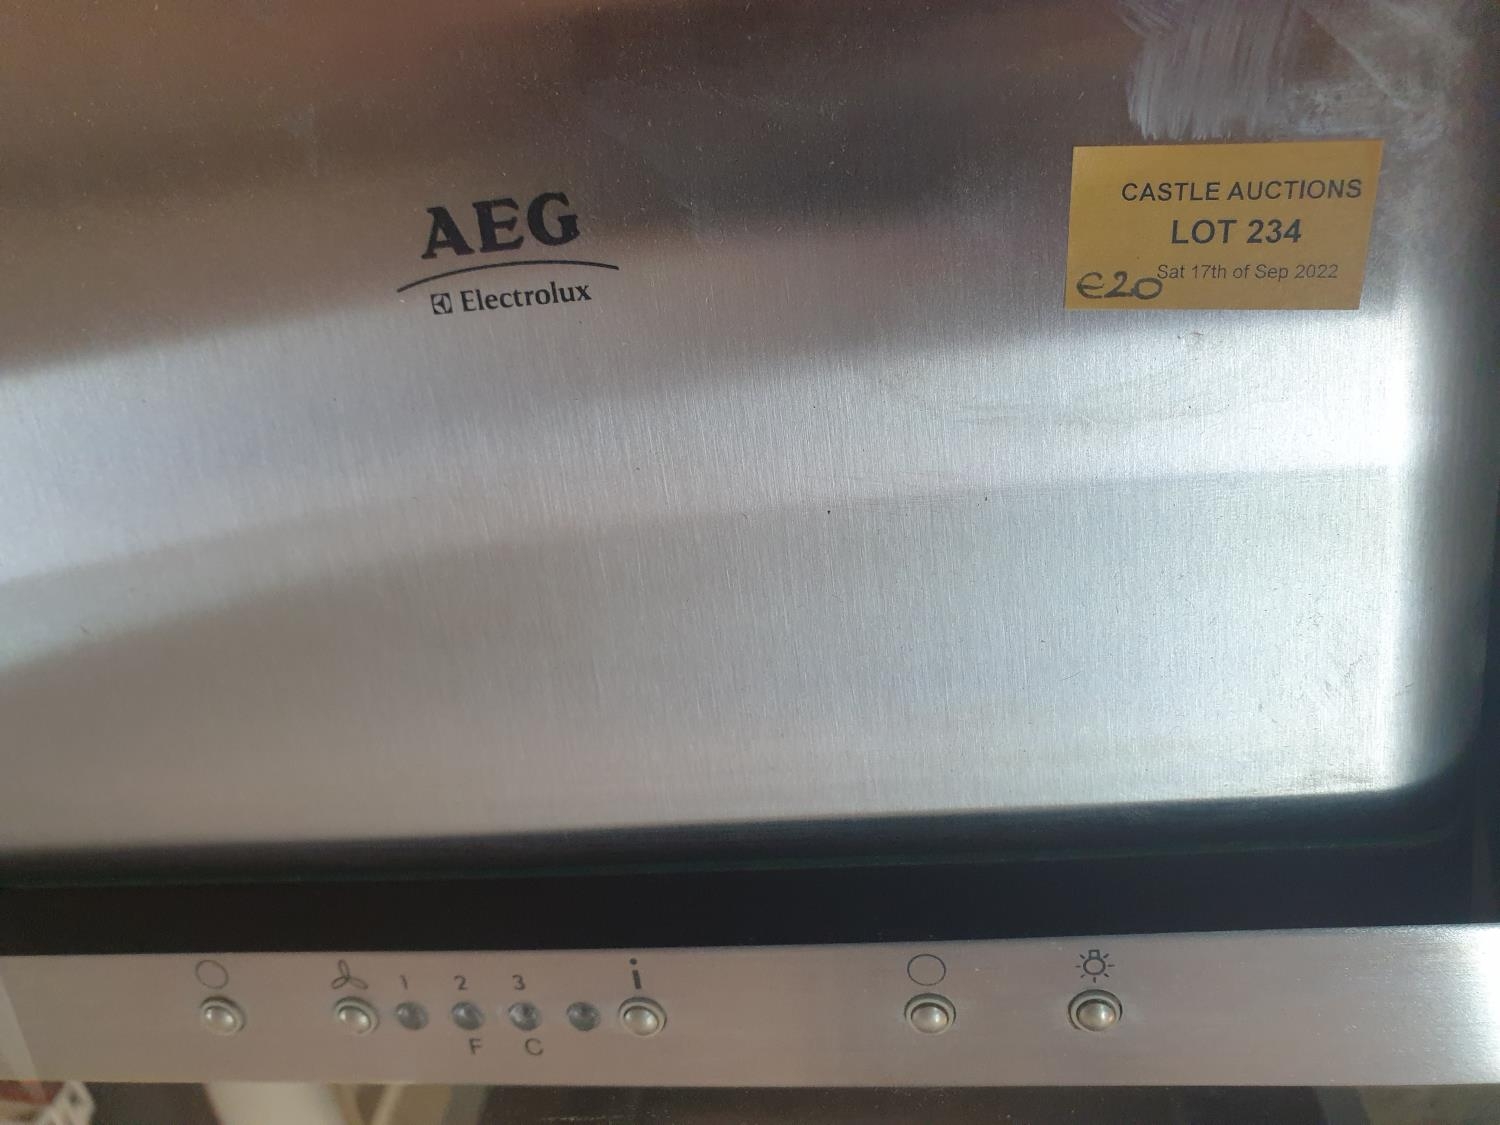 AEG
Electrolux
CASTLE AUCTIONS
LOT 234
Sat 17th of Sep 2022
€20
1 2 3 i
F C